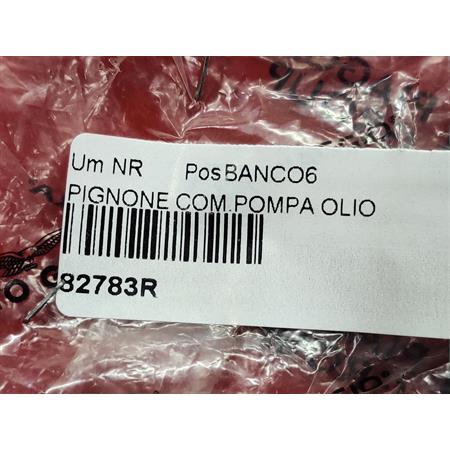 Um NR PosBANCO6
PIGNONE COM.POMPA OLIO
82783R